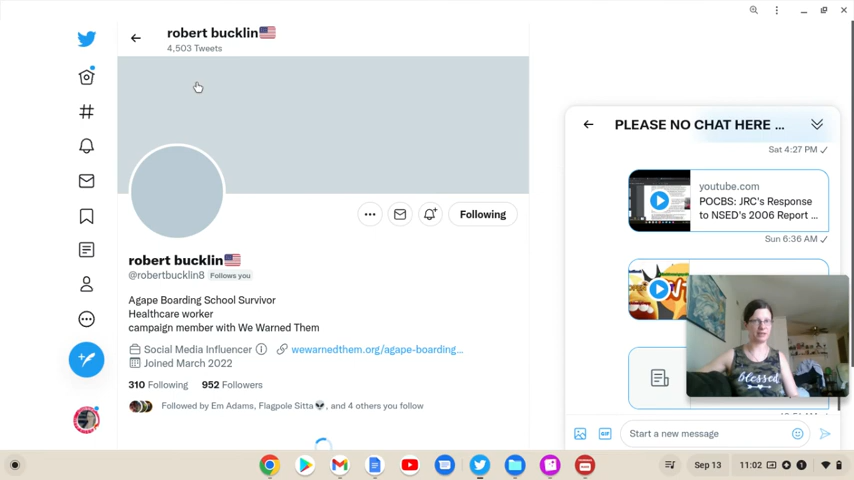 robert bucklin🇺🇸
4,503 Tweets
Following
robert bucklin🇺🇸
@robertbucklin8 Follows you
Agape Boarding School Survivor
Healthcare worker
campaign member with We Warned Them
Social Media Influencer wewarnedthem.org/agape-boarding...
Joined March 2022
310 Following 952 Followers
Followed by Em Adams, Flagpole Sitta👽, and 4 others you follow
PLEASE NO CHAT HERE ...
Sat 4:27 PM ✓
youtube.com
POCBS: JRC's Response
to NSED's 2006 Report ...
Sun 6:36 AM ✓
blessed
GIF
Start a new message
Sep 13
11:02